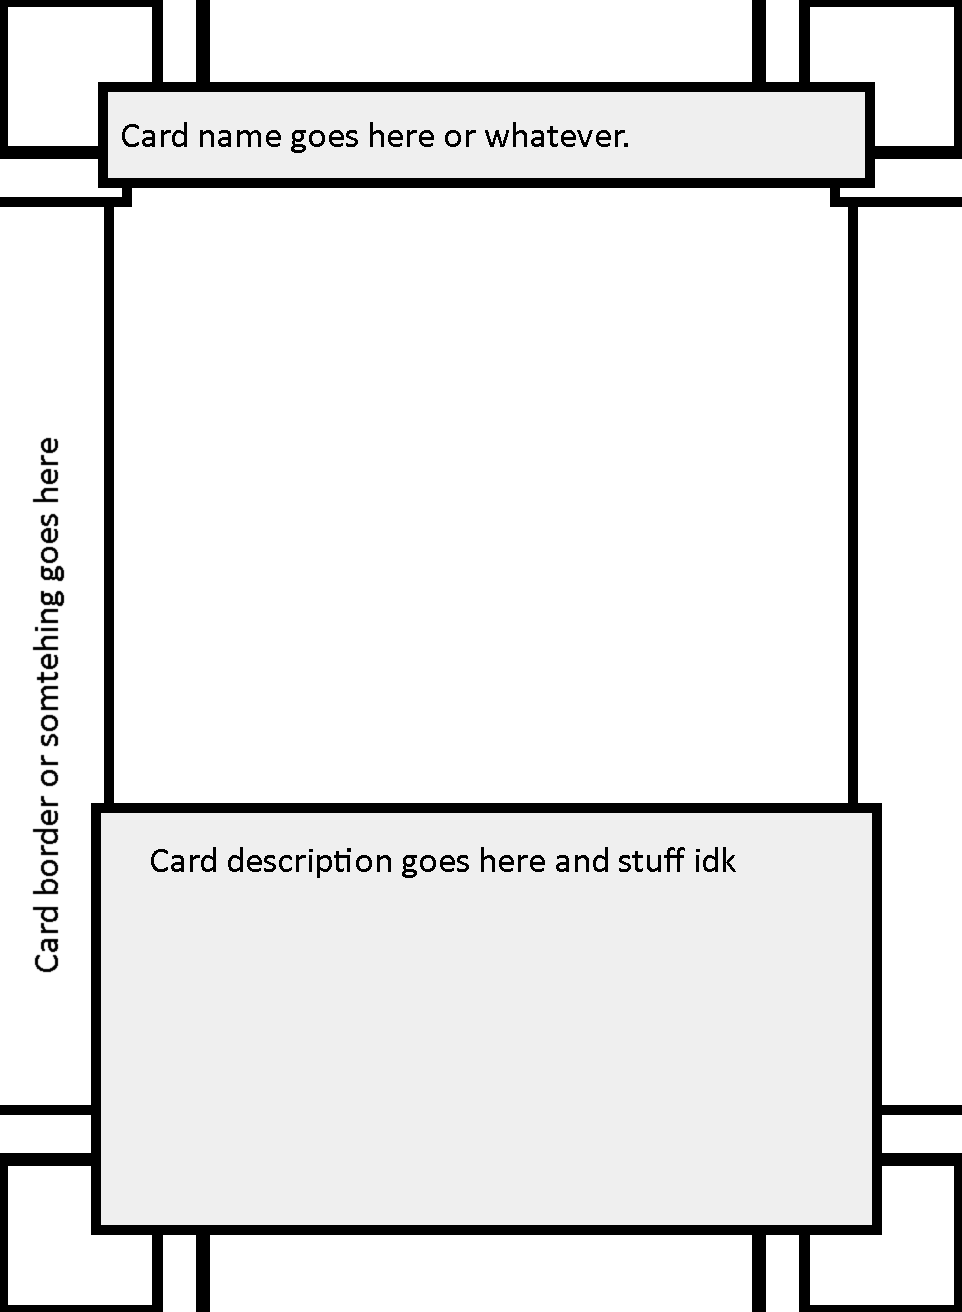 Card name goes here or whatever.
Card border or somtehing goes here
Card description goes here and stuff idk